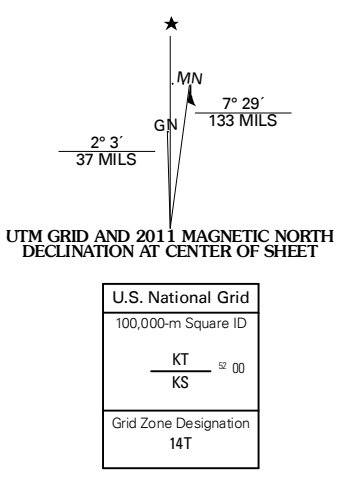 ★
MN
GN
7° 29´
133 MILS
2° 3´
37 MILS
UTM GRID AND 2011 MAGNETIC NORTH
DECLINATION AT CENTER OF SHEET
U.S. National Grid
100,000-m Square ID
KT
52 00
KS
Grid Zone Designation
14T